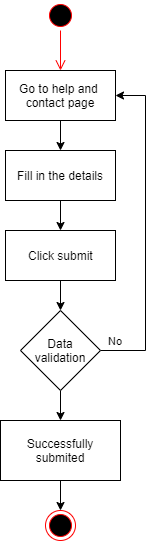 Go to help and
contact page
Fill in the details
Click submit
Data
validation
No
Successfully
submited